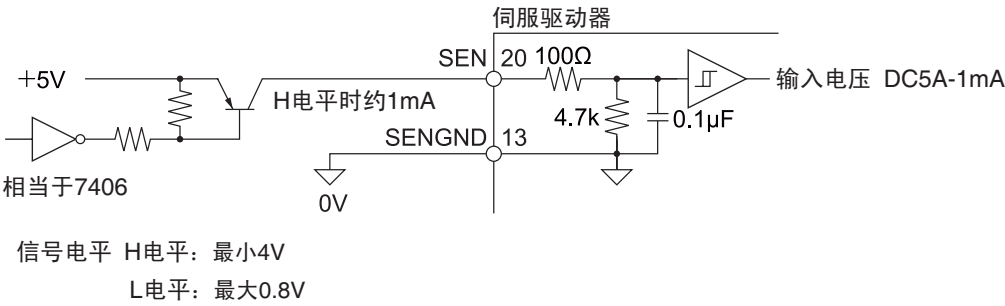 伺服驱动器
SEN 20 100Ω
+5V
H电平时约1mA
输入电压 DC5A-1mA
4.7k
0.1μF
SENGND 13
相当于7406
0V
信号电平 H电平：最小4V
L电平：最大0.8V